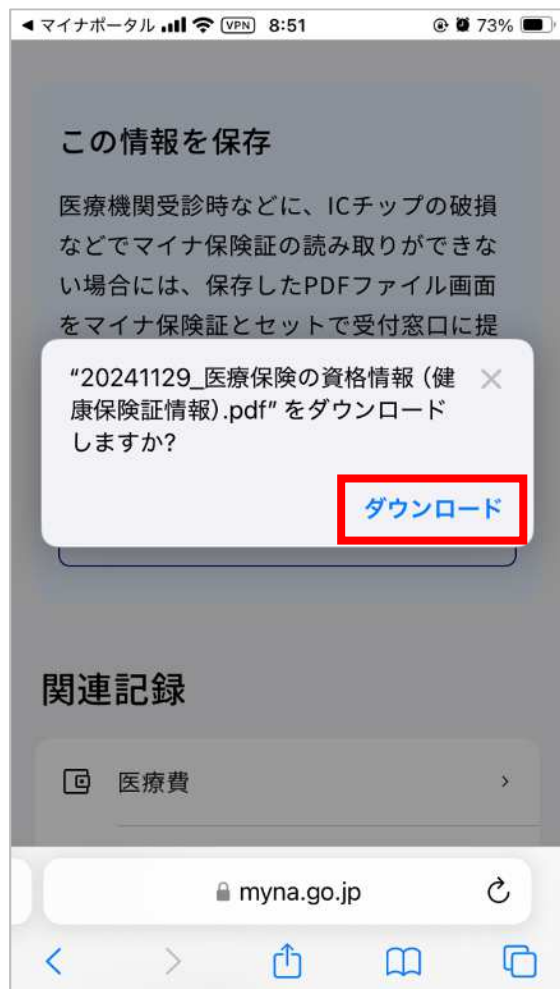 ◀ マイナポータル VPN 8:51 73%
この情報を保存
医療機関受診時などに、ICチップの破損
などでマイナ保険証の読み取りができな
い場合には、保存したPDFファイル画面
をマイナ保険証とセットで受付窓口に提
“20241129_医療保険の資格情報（健
康保険証情報）.pdf” をダウンロード
しますか?
ダウンロード
関連記録
医療費
myna.go.jp